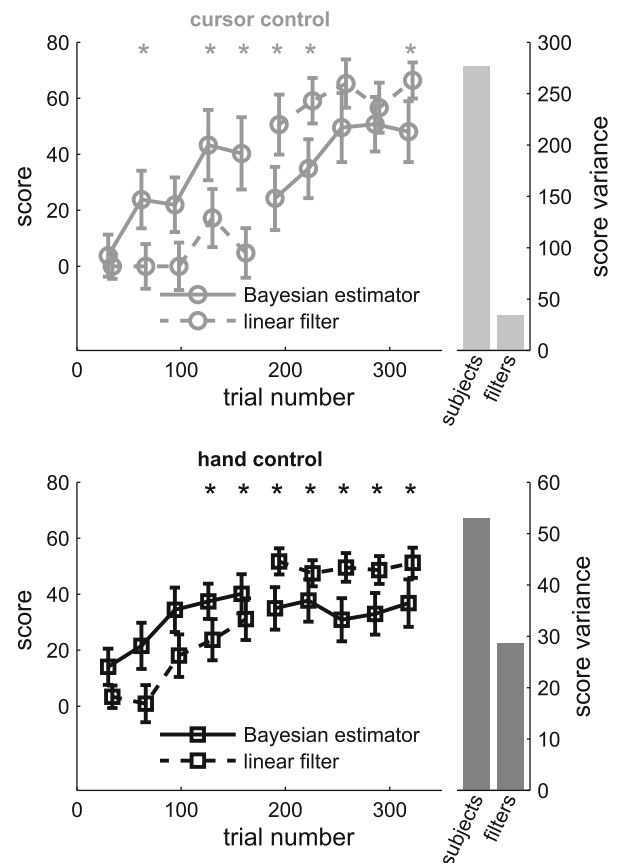 cursor control
* * * * * *
80
60
40
20
0
score
0 100 200 300
trial number
Bayesian estimator
linear filter
300
250
200
150
100
50
0
score variance
subjects
filters
hand control
* * * * * * *
80
60
40
20
0
score
0 100 200 300
trial number
Bayesian estimator
linear filter
60
50
40
30
20
10
0
score variance
subjects
filters